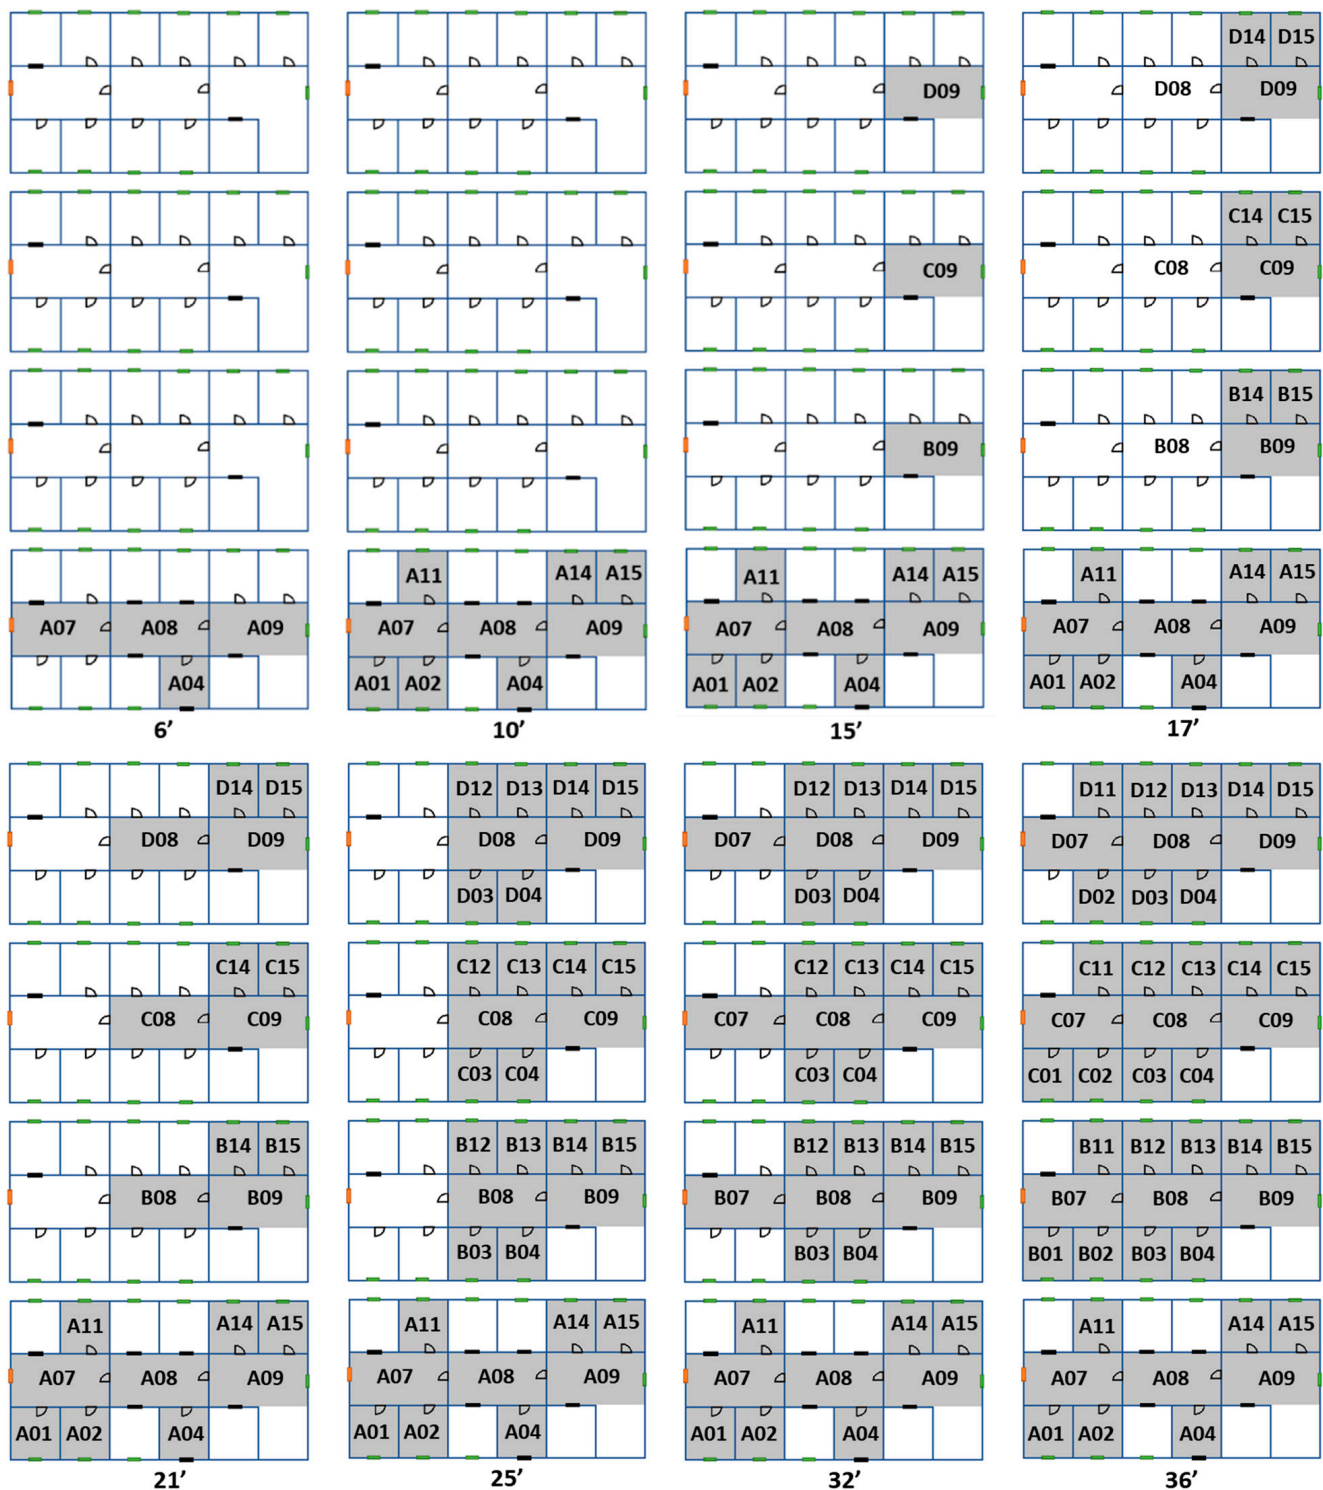 D09
D14 D15
D08 D09
C09
C14 C15
C08 C09
B09
B14 B15
B08 B09
A07 A08 A09
A04
6’
A11 A14 A15
A07 A08 A09
A01 A02 A04
10’
A11 A14 A15
A07 A08 A09
A01 A02 A04
15’
A11 A14 A15
A07 A08 A09
A01 A02 A04
17’
D14 D15
D08 D09
C14 C15
C08 C09
B14 B15
B08 B09
A11 A14 A15
A07 A08 A09
A01 A02 A04
21’
D12 D13 D14 D15
D08 D09
D03 D04
C12 C13 C14 C15
C08 C09
C03 C04
B12 B13 B14 B15
B08 B09
B03 B04
A11 A14 A15
A07 A08 A09
A01 A02 A04
25’
D12 D13 D14 D15
D07 D08 D09
D03 D04
C12 C13 C14 C15
C07 C08 C09
C03 C04
B12 B13 B14 B15
B07 B08 B09
B03 B04
A11 A14 A15
A07 A08 A09
A01 A02 A04
32’
D11 D12 D13 D14 D15
D07 D08 D09
D02 D03 D04
C11 C12 C13 C14 C15
C07 C08 C09
C01 C02 C03 C04
B11 B12 B13 B14 B15
B07 B08 B09
B01 B02 B03 B04
A11 A14 A15
A07 A08 A09
A01 A02 A04
36’